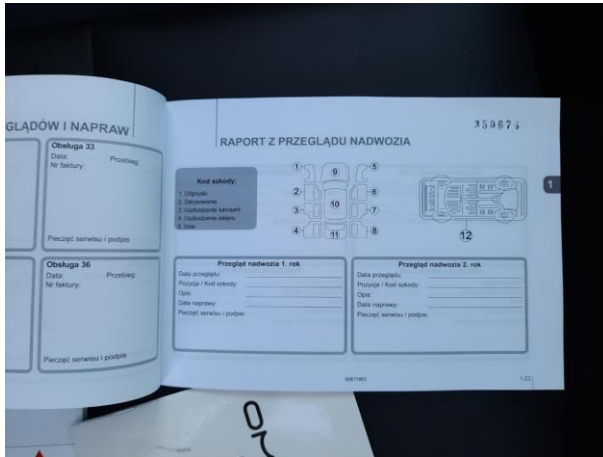 GLĄDÓW I NAPRAW
Obsługa 33
Data: Przebieg:
Nr faktury:
Pieczęć serwisu i podpis
Obsługa 36
Data: Przebieg:
Nr faktury:
Pieczęć serwisu i podpis
350674
RAPORT Z PRZEGLĄDU NADWOZIA
1
Kod szkody:
1. Odpryski
2. Zarysowania
3. Uszkodzenie karoserii
4. Uszkodzenie lakieru
5. Inne
1 9 5
2 10 6
3 7
4 11 8
12
Przegląd nadwozia 1. rok
Data przeglądu:
Pozycja / Kod szkody:
Opis:
Data naprawy:
Pieczęć serwisu i podpis:
Przegląd nadwozia 2. rok
Data przeglądu:
Pozycja / Kod szkody:
Opis:
Data naprawy:
Pieczęć serwisu i podpis:
1-23